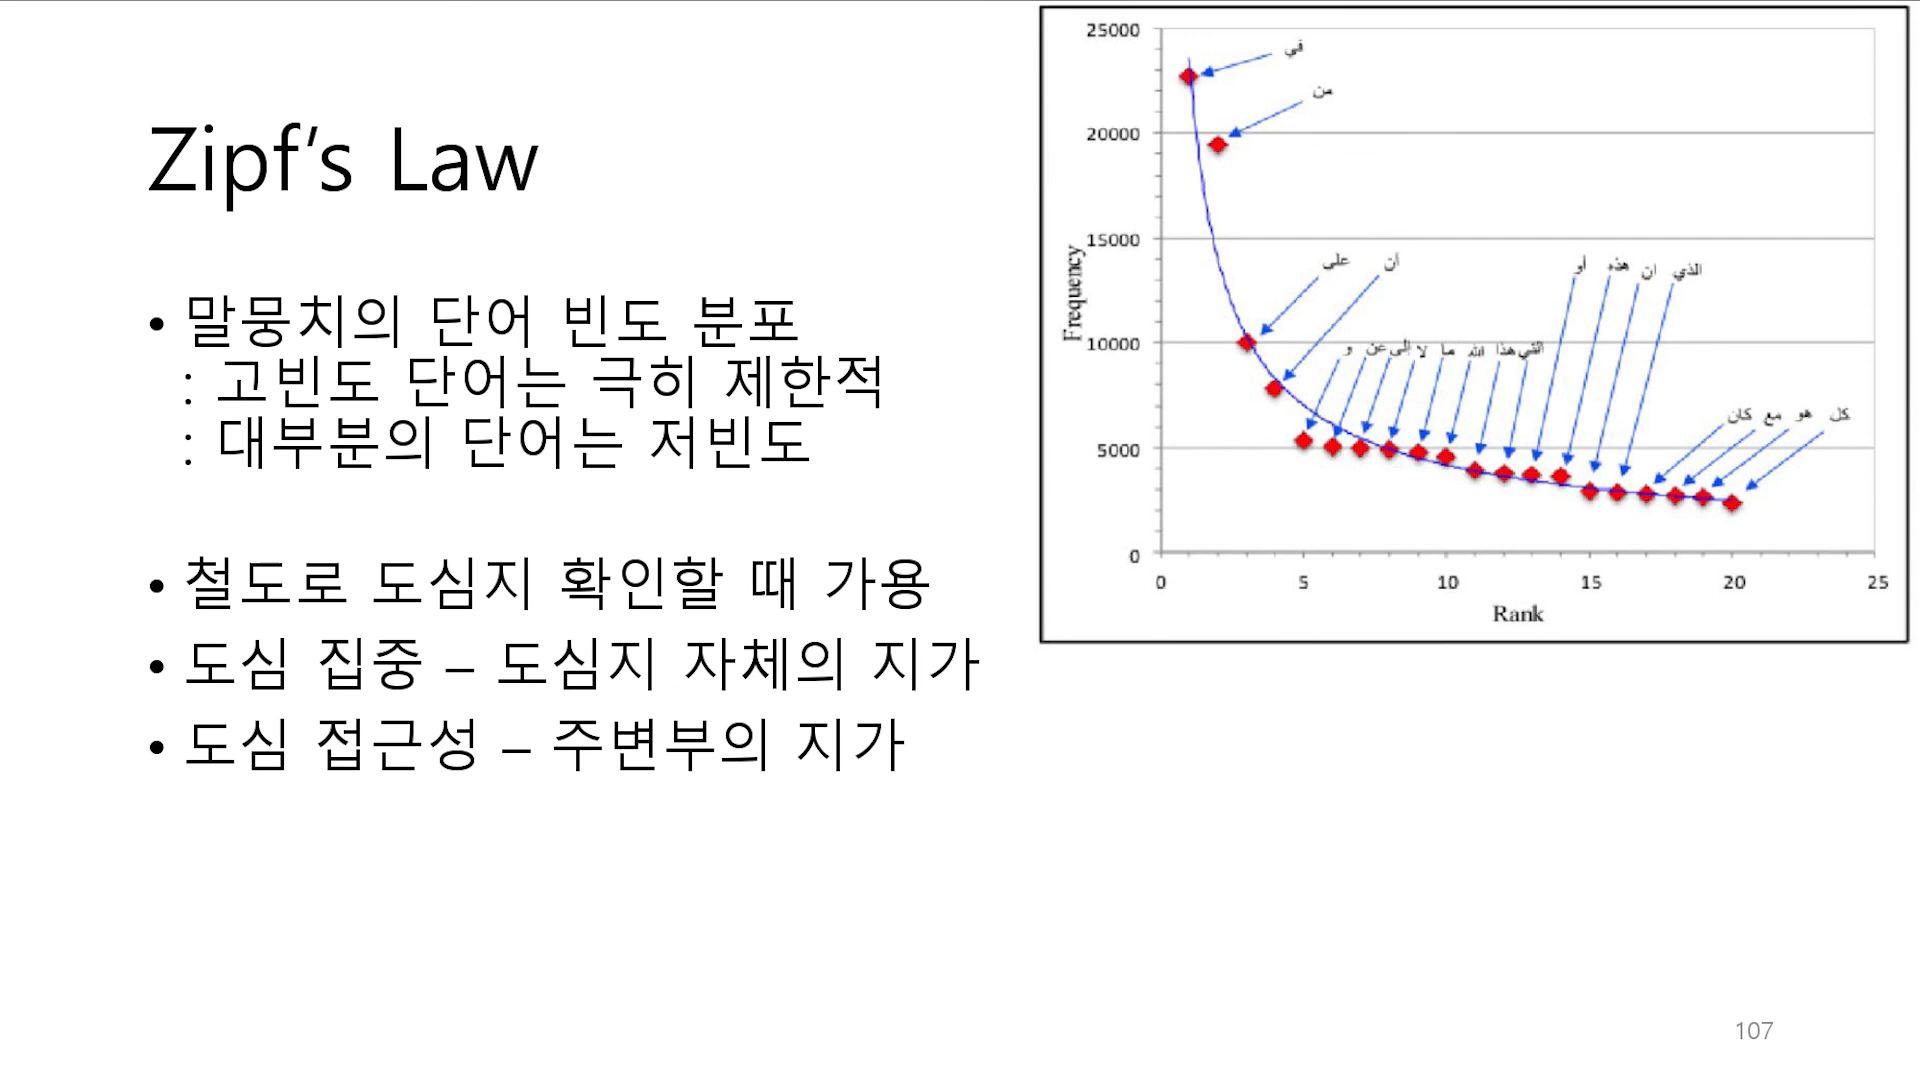 Zipf's Law
• 말뭉치의 단어 빈도 분포
: 고빈도 단어는 극히 제한적
: 대부분의 단어는 저빈도
• 철도로 도심지 확인할 때 가용
• 도심 집중 – 도심지 자체의 지가
• 도심 접근성 – 주변부의 지가
25000
20000
15000
10000
5000
0
Frequency
في
من
على
أن
أو
هذه
ان
الذي
و
عن
إلى
لا
ما
الله
هذا
التي
كان
مع
هو
كل
0 5 10 15 20 25
Rank
107